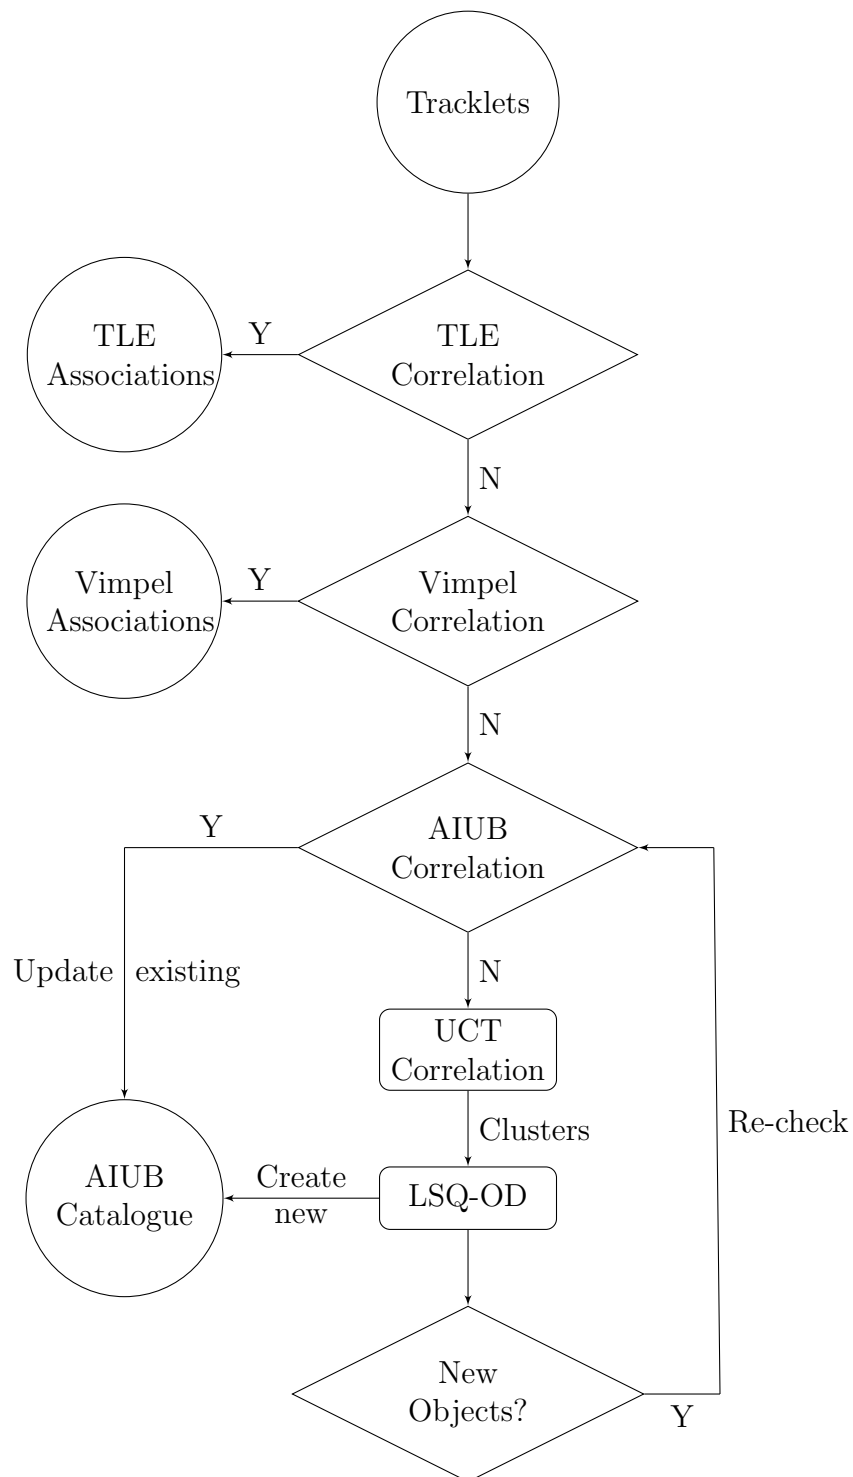 Tracklets
TLE
Associations
Y
TLE
Correlation
N
Vimpel
Associations
Y
Vimpel
Correlation
N
Y
AIUB
Correlation
Update existing
N
UCT
Correlation
Clusters
Re-check
AIUB
Catalogue
Create
new
LSQ-OD
New
Objects?
Y